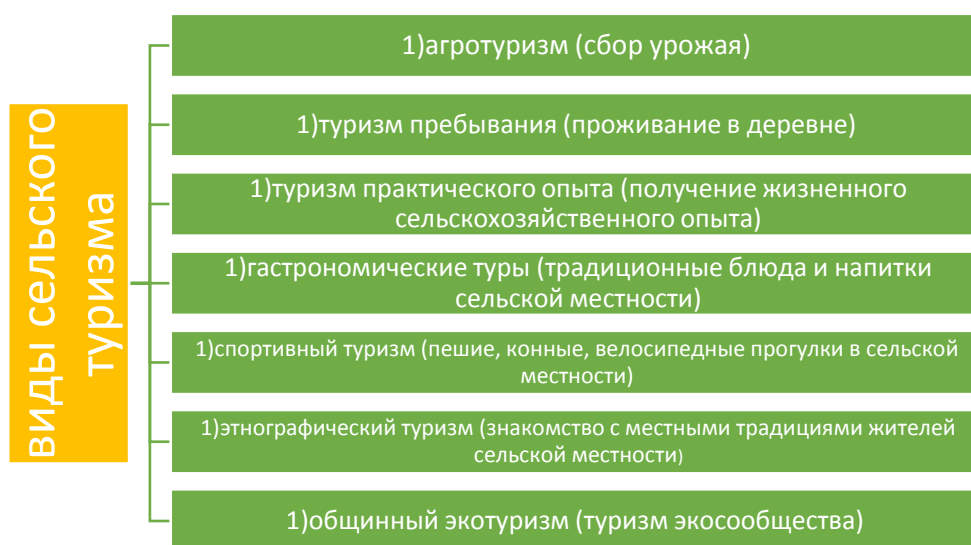 виды сельского
туризма
1)агротуризм (сбор урожая)
1)туризм пребывания (проживание в деревне)
1)туризм практического опыта (получение жизненного
сельскохозяйственного опыта)
1)гастрономические туры (традиционные блюда и напитки
сельской местности)
1)спортивный туризм (пешие, конные, велосипедные прогулки в сельской
местности)
1)этнографический туризм (знакомство с местными традициями жителей
сельской местности)
1)общинный экотуризм (туризм экосообщества)